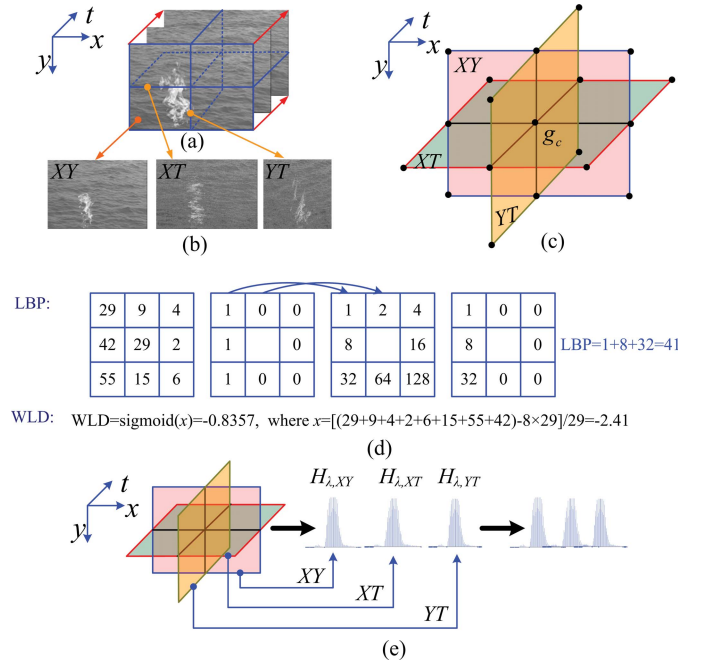 t
x
y
(a)
XY
XT
YT
(b)
t
x
y
XY
g_c
XT
YT
(c)
LBP:
29 9 4
42 29 2
55 15 6
1 0 0
1 0
1 0 0
1 2 4
8 16
32 64 128
1 0 0
8 0
32 0 0
LBP=1+8+32=41
WLD: WLD=sigmoid(x)=-0.8357, where x=[(29+9+4+2+6+15+55+42)-8×29]/29=-2.41
(d)
t
x
y
H_{λ,XY} H_{λ,XT} H_{λ,YT}
XY
XT
YT
(e)